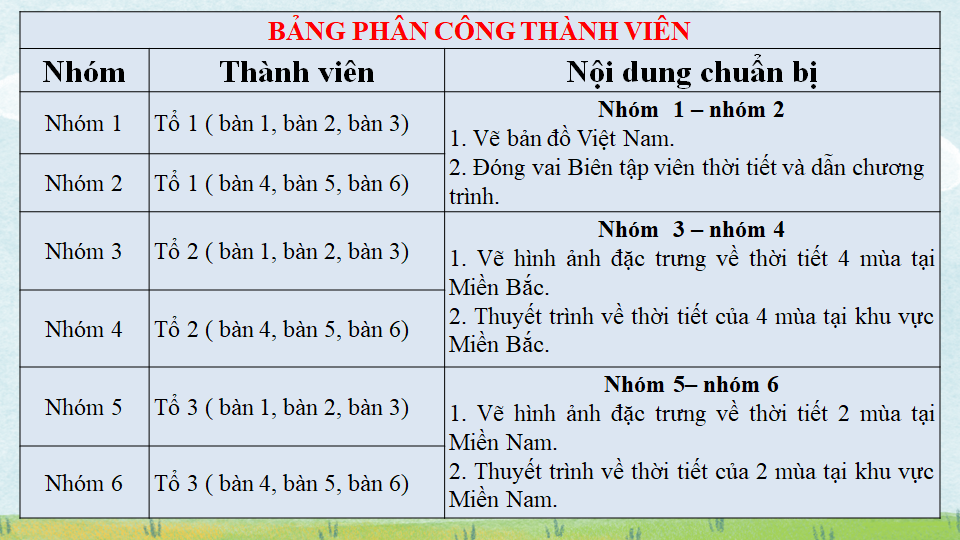 BẢNG PHÂN CÔNG THÀNH VIÊN
Nhóm Thành viên Nội dung chuẩn bị
Nhóm 1 Tổ 1 ( bàn 1, bàn 2, bàn 3)
Nhóm 2 Tổ 1 ( bàn 4, bàn 5, bàn 6)
Nhóm 1 – nhóm 2
1. Vẽ bản đồ Việt Nam.
2. Đóng vai Biên tập viên thời tiết và dẫn chương
trình.
Nhóm 3 Tổ 2 ( bàn 1, bàn 2, bàn 3)
Nhóm 4 Tổ 2 ( bàn 4, bàn 5, bàn 6)
Nhóm 3 – nhóm 4
1. Vẽ hình ảnh đặc trưng về thời tiết 4 mùa tại
Miền Bắc.
2. Thuyết trình về thời tiết của 4 mùa tại khu vực
Miền Bắc.
Nhóm 5 Tổ 3 ( bàn 1, bàn 2, bàn 3)
Nhóm 6 Tổ 3 ( bàn 4, bàn 5, bàn 6)
Nhóm 5– nhóm 6
1. Vẽ hình ảnh đặc trưng về thời tiết 2 mùa tại
Miền Nam.
2. Thuyết trình về thời tiết của 2 mùa tại khu vực
Miền Nam.